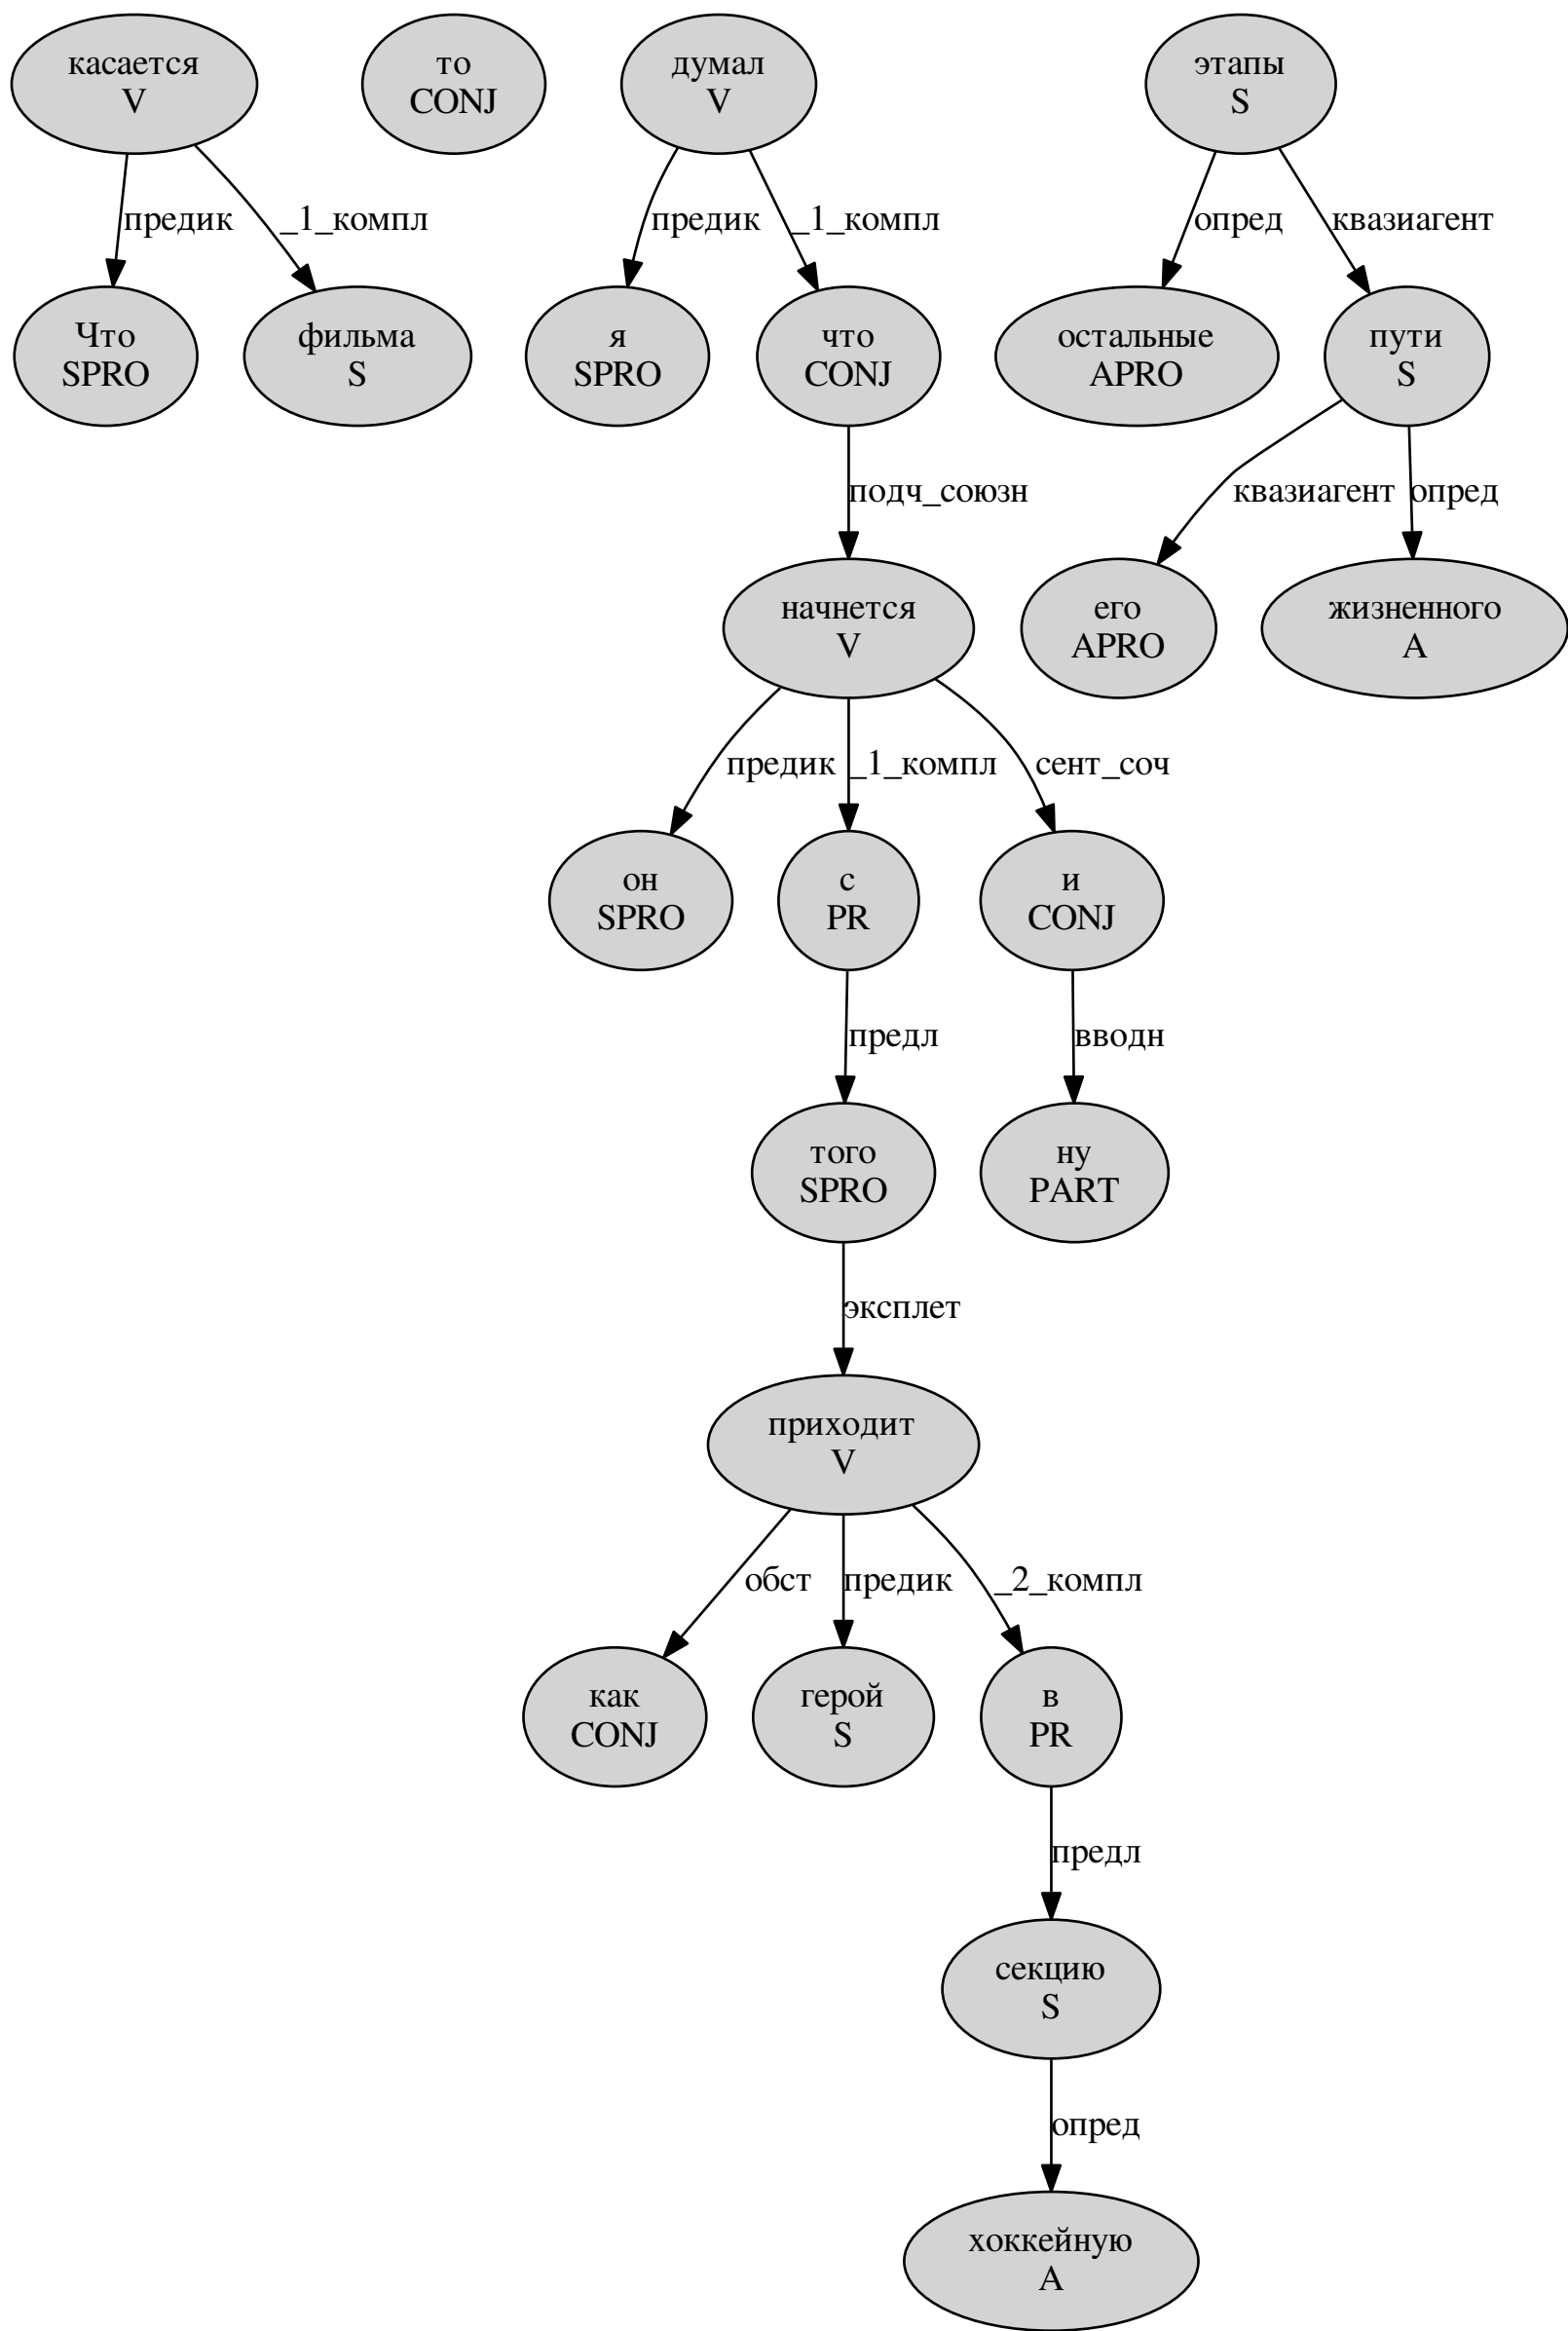 касается
V
то
CONJ
думал
V
этапы
S
предик
_1_компл
предик
_1_компл
опред
квазиагент
Что
SPRO
фильма
S
я
SPRO
что
CONJ
остальные
APRO
пути
S
подч_союзн
квазиагент
опред
начнется
V
его
APRO
жизненного
A
предик
_1_компл
сент_соч
он
SPRO
с
PR
и
CONJ
предл
вводн
того
SPRO
ну
PART
эксплет
приходит
V
обст
предик
_2_компл
как
CONJ
герой
S
в
PR
предл
секцию
S
опред
хоккейную
A